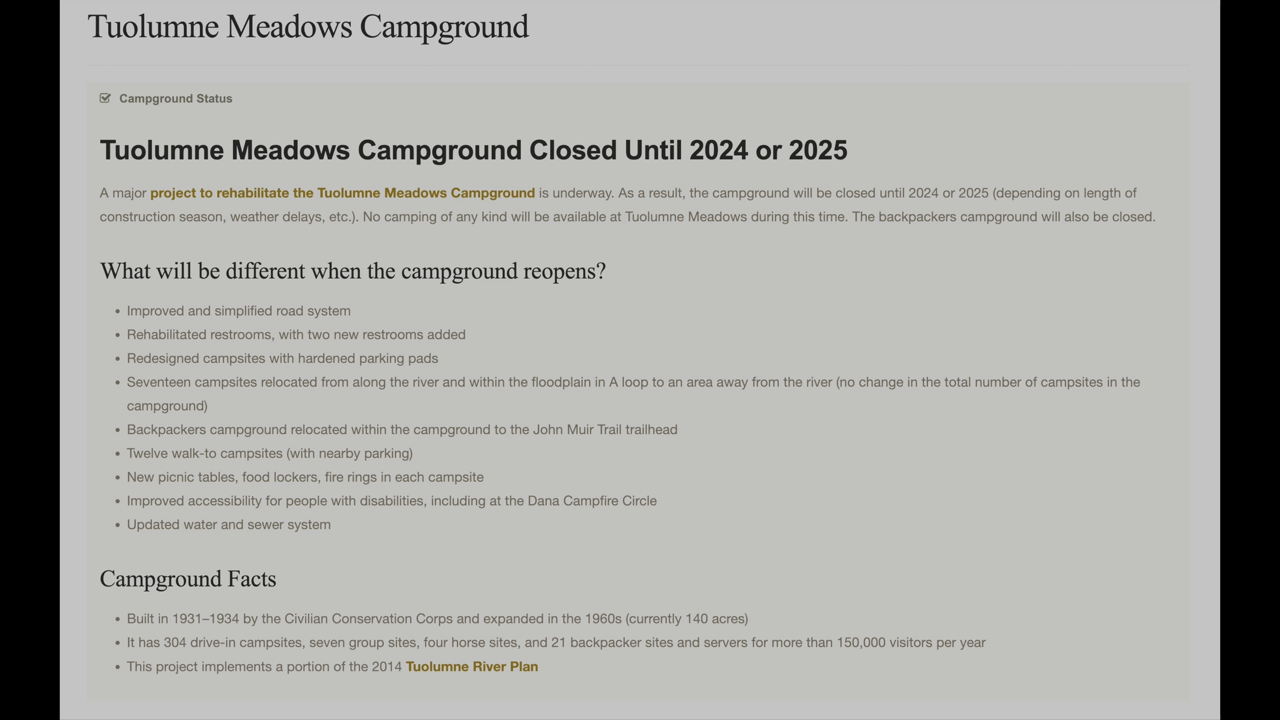 Tuolumne Meadows Campground
Campground Status
Tuolumne Meadows Campground Closed Until 2024 or 2025
A major project to rehabilitate the Tuolumne Meadows Campground is underway. As a result, the campground will be closed until 2024 or 2025 (depending on length of
construction season, weather delays, etc.). No camping of any kind will be available at Tuolumne Meadows during this time. The backpackers campground will also be closed.
What will be different when the campground reopens?
• Improved and simplified road system
• Rehabilitated restrooms, with two new restrooms added
• Redesigned campsites with hardened parking pads
• Seventeen campsites relocated from along the river and within the floodplain in A loop to an area away from the river (no change in the total number of campsites in the
campground)
• Backpackers campground relocated within the campground to the John Muir Trail trailhead
• Twelve walk-to campsites (with nearby parking)
• New picnic tables, food lockers, fire rings in each campsite
• Improved accessibility for people with disabilities, including at the Dana Campfire Circle
• Updated water and sewer system
Campground Facts
• Built in 1931–1934 by the Civilian Conservation Corps and expanded in the 1960s (currently 140 acres)
• It has 304 drive-in campsites, seven group sites, four horse sites, and 21 backpacker sites and servers for more than 150,000 visitors per year
• This project implements a portion of the 2014 Tuolumne River Plan